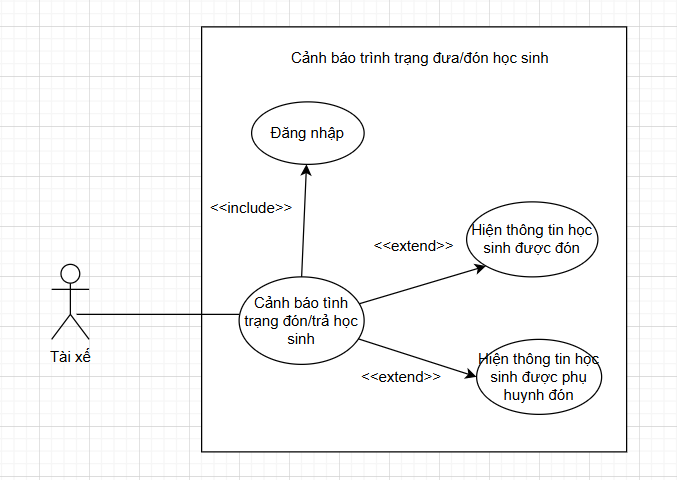 Cảnh báo trình trạng đưa/đón học sinh
Đăng nhập
<<include>>
Hiện thông tin học
sinh được đón
<<extend>>
Cảnh báo tình
trạng đón/trả học
sinh
Tài xế
<<extend>>
Hiện thông tin học
sinh được phụ
huynh đón